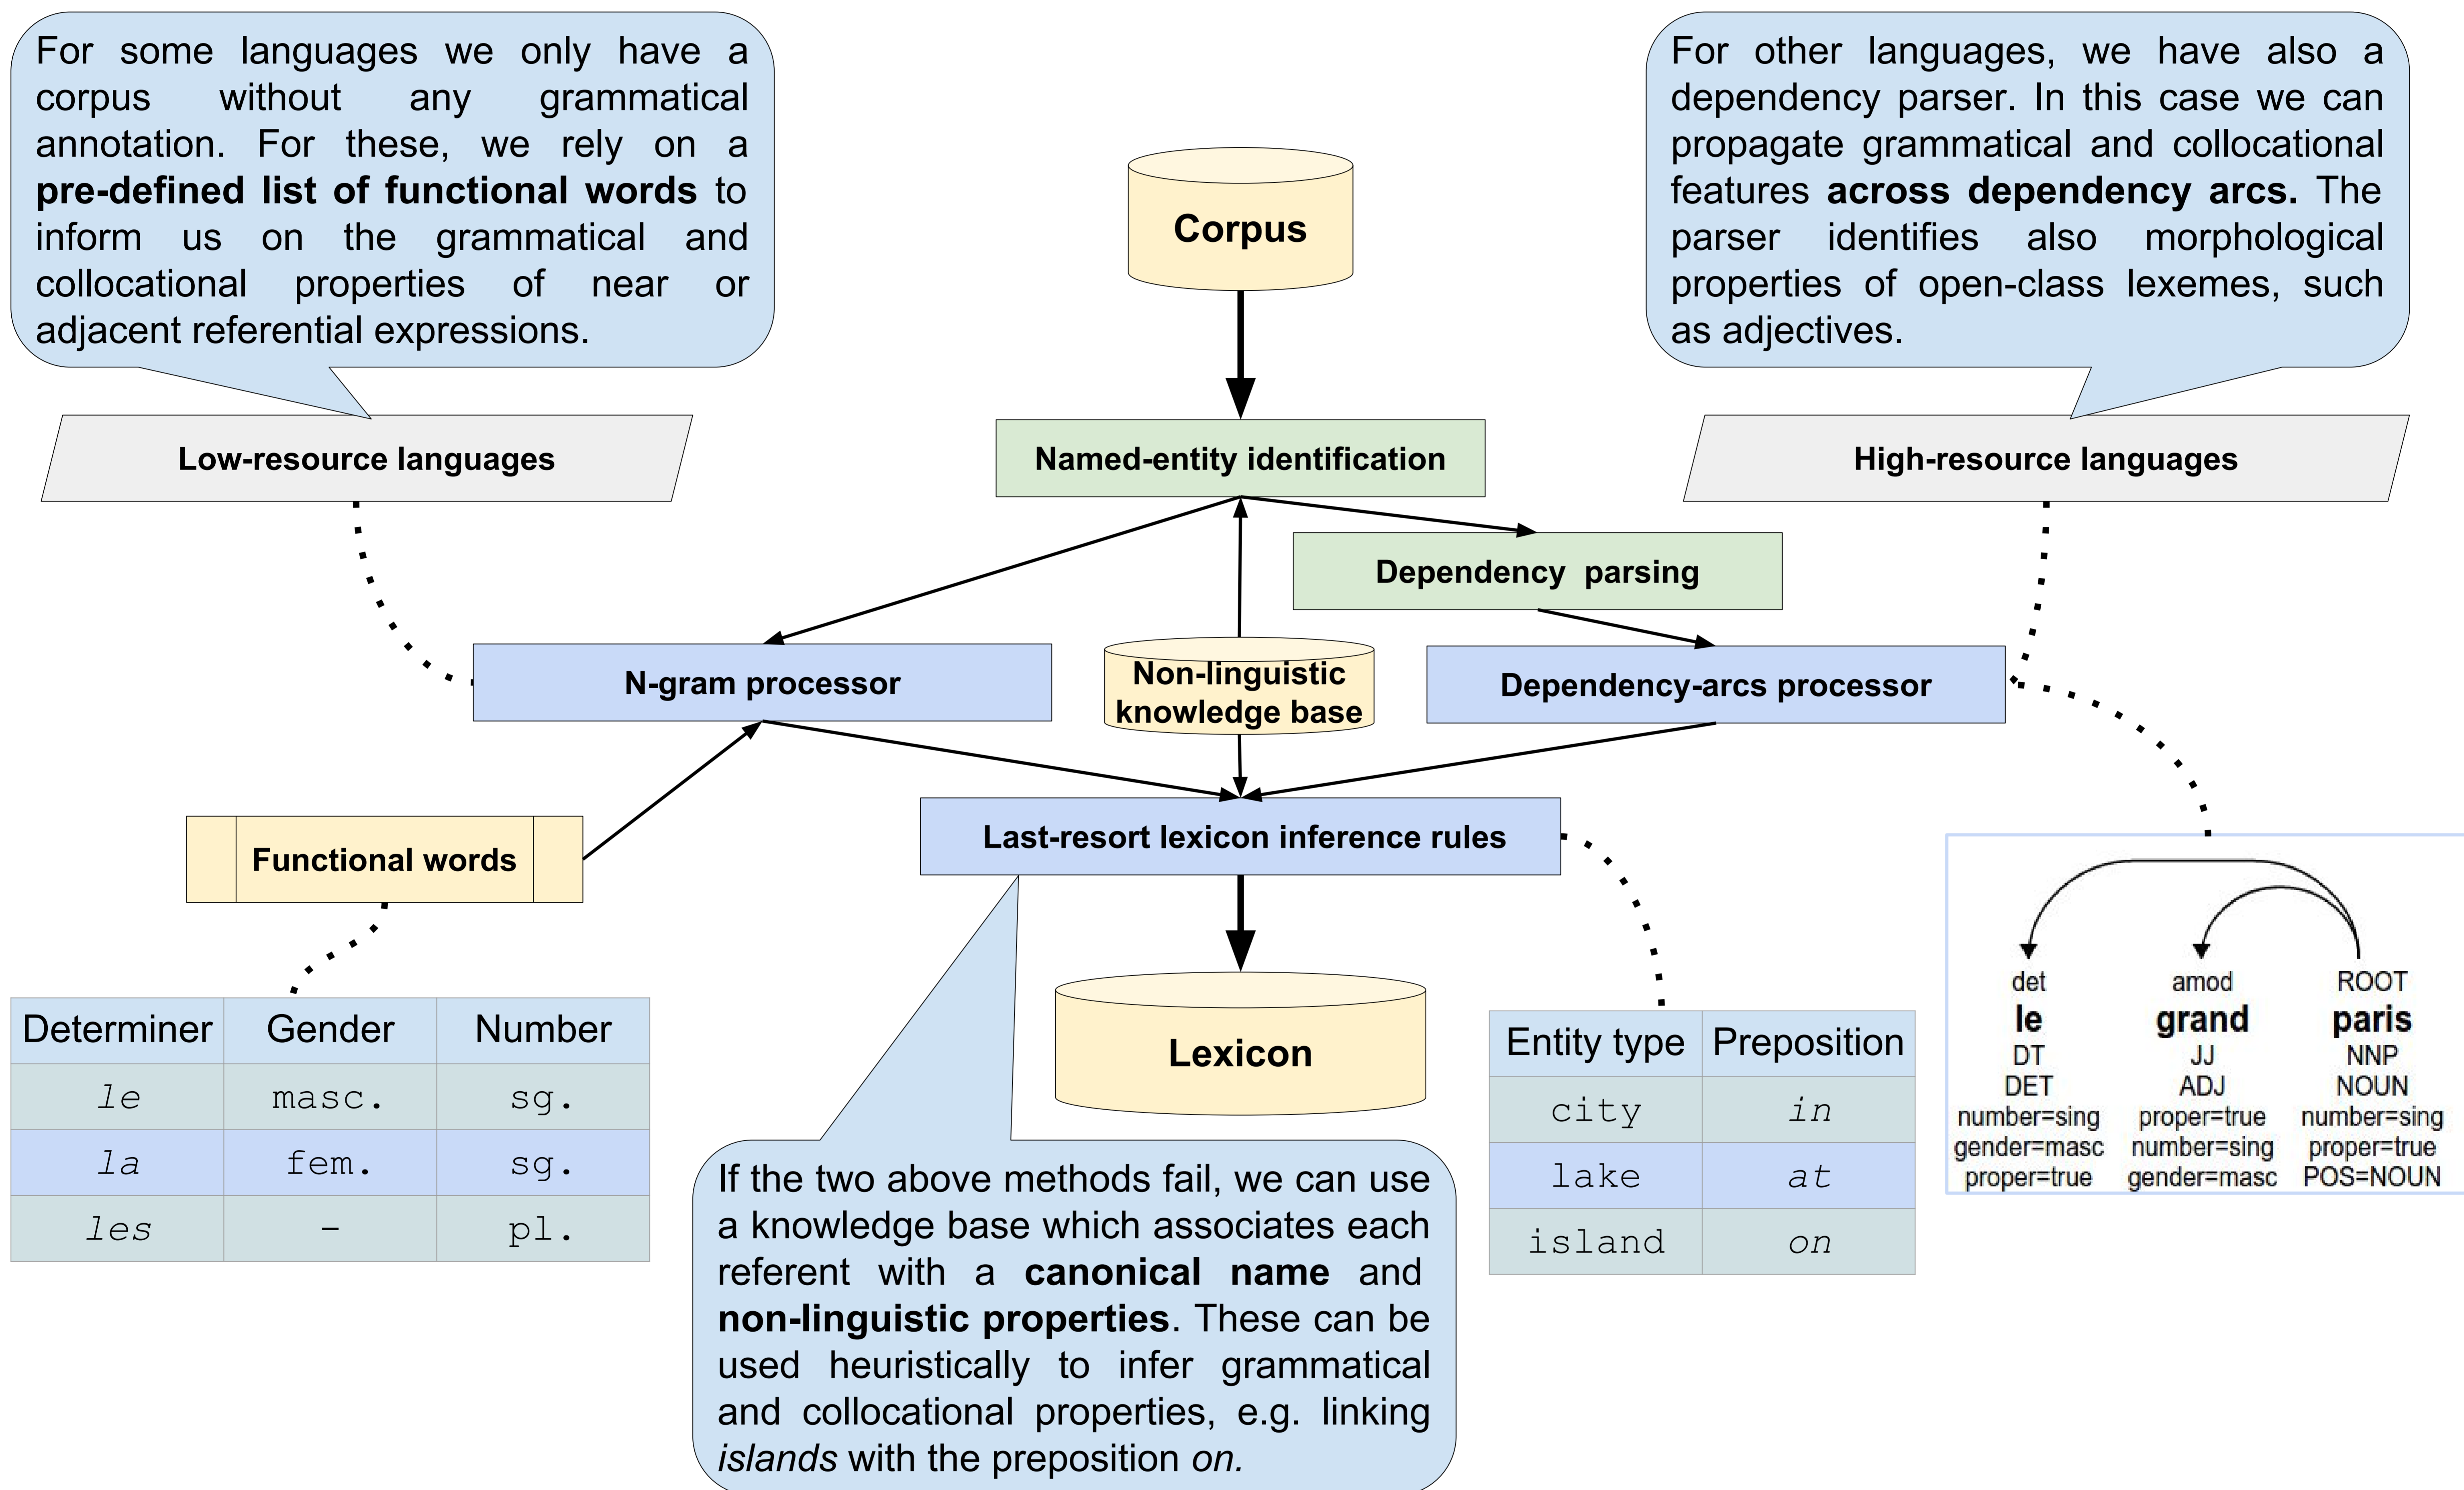 For some languages we only have a
corpus without any grammatical
annotation. For these, we rely on a
pre-defined list of functional words to
inform us on the grammatical and
collocational properties of near or
adjacent referential expressions.
For other languages, we have also a
dependency parser. In this case we can
propagate grammatical and collocational
features across dependency arcs. The
parser identifies also morphological
properties of open-class lexemes, such
as adjectives.
Corpus
Low-resource languages
Named-entity identification
High-resource languages
Dependency parsing
N-gram processor
Non-linguistic
knowledge base
Dependency-arcs processor
Functional words
Last-resort lexicon inference rules
Lexicon
Determiner Gender Number
le masc. sg.
la fem. sg.
les - pl.
If the two above methods fail, we can use
a knowledge base which associates each
referent with a canonical name and
non-linguistic properties. These can be
used heuristically to infer grammatical
and collocational properties, e.g. linking
islands with the preposition on.
Entity type Preposition
city in
lake at
island on
det amod ROOT
le grand paris
DT JJ NNP
DET ADJ NOUN
number=sing proper=true number=sing
gender=masc number=sing proper=true
proper=true gender=masc POS=NOUN